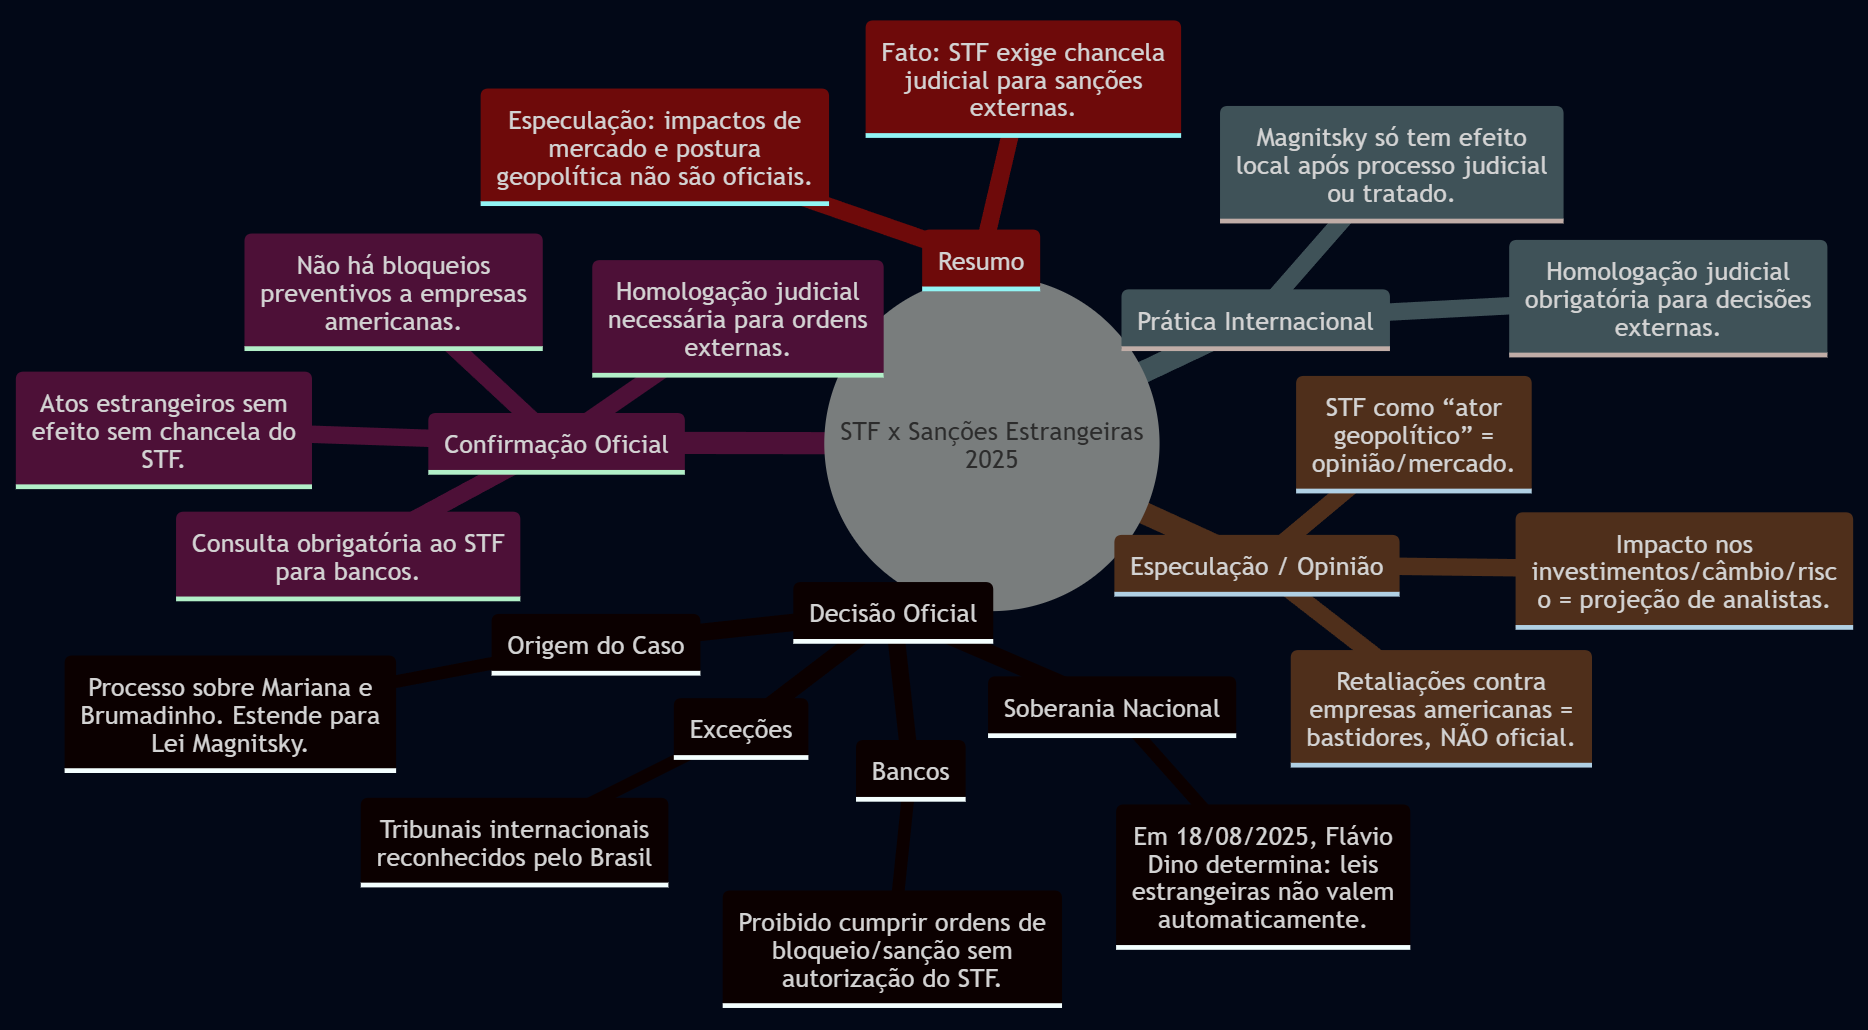 Fato: STF exige chancela
judicial para sanções
externas.
Especulação: impactos de
mercado e postura
geopolítica não são oficiais.
Resumo
Magnitsky só tem efeito
local após processo judicial
ou tratado.
Homologação judicial
obrigatória para decisões
externas.
Prática Internacional
Não há bloqueios
preventivos a empresas
americanas.
Homologação judicial
necessária para ordens
externas.
Atos estrangeiros sem
efeito sem chancela do
STF.
Confirmação Oficial
Consulta obrigatória ao STF
para bancos.
STF x Sanções Estrangeiras
2025
STF como “ator
geopolítico” =
opinião/mercado.
Especulação / Opinião
Impacto nos
investimentos/câmbio/risc
o = projeção de analistas.
Retaliações contra
empresas americanas =
bastidores, NÃO oficial.
Decisão Oficial
Origem do Caso
Processo sobre Mariana e
Brumadinho. Estende para
Lei Magnitsky.
Exceções
Tribunais internacionais
reconhecidos pelo Brasil
Bancos
Proibido cumprir ordens de
bloqueio/sanção sem
autorização do STF.
Soberania Nacional
Em 18/08/2025, Flávio
Dino determina: leis
estrangeiras não valem
automaticamente.